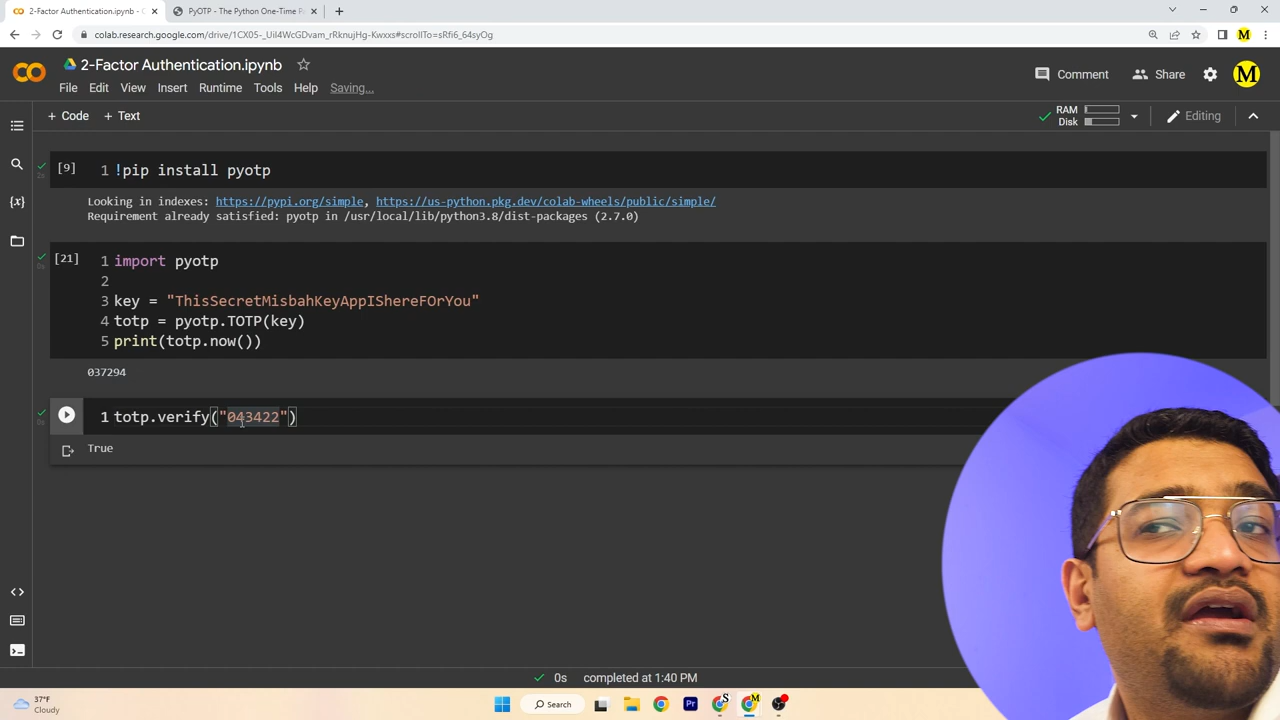 2-Factor Authentication.ipynb - C
PyOTP - The Python One-Time P
colab.research.google.com/drive/1CX05-_Uil4WcGDvam_rRknujHg-Kwxxs#scrollTo=sRfi6_64syOg
M
2-Factor Authentication.ipynb
Comment
Share
M
File Edit View Insert Runtime Tools Help Saving...
+ Code + Text
RAM
Disk
Editing
[9]
1 !pip install pyotp
2s
Looking in indexes: https://pypi.org/simple, https://us-python.pkg.dev/colab-wheels/public/simple/
Requirement already satisfied: pyotp in /usr/local/lib/python3.8/dist-packages (2.7.0)
[21]
1 import pyotp
0s
2
3 key = "ThisSecretMisbahKeyAppIShereFOrYou"
4 totp = pyotp.TOTP(key)
5 print(totp.now())
037294
1 totp.verify("043422")
0s
True
0s completed at 1:40 PM
37°F
Cloudy
Search
Pr
S
M